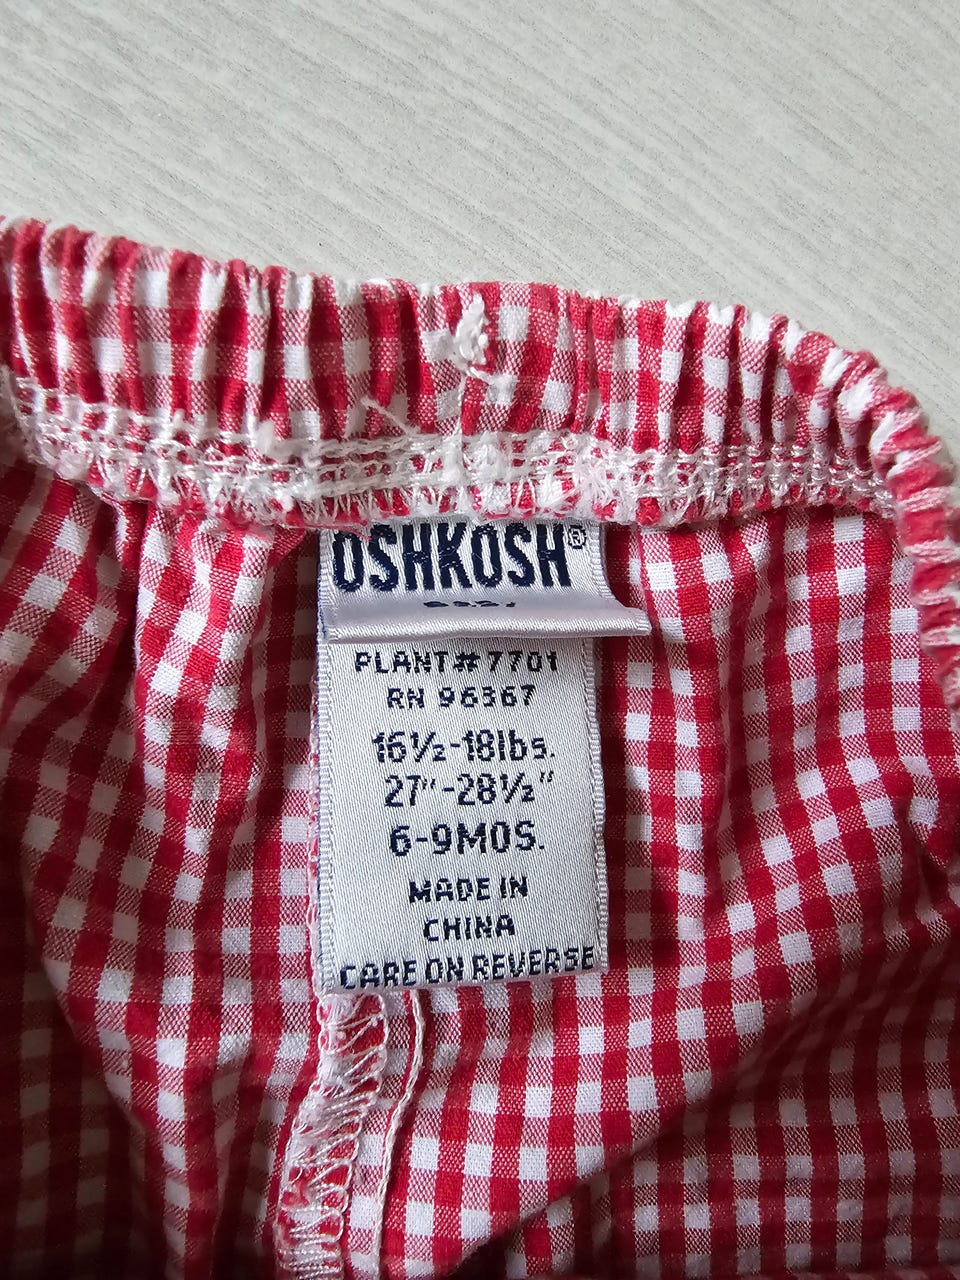 OSHKOSH®
PLANT# 7701
RN 96367
16½-18lbs.
27"-28½"
6-9MOS.
MADE IN
CHINA
CARE ON REVERSE